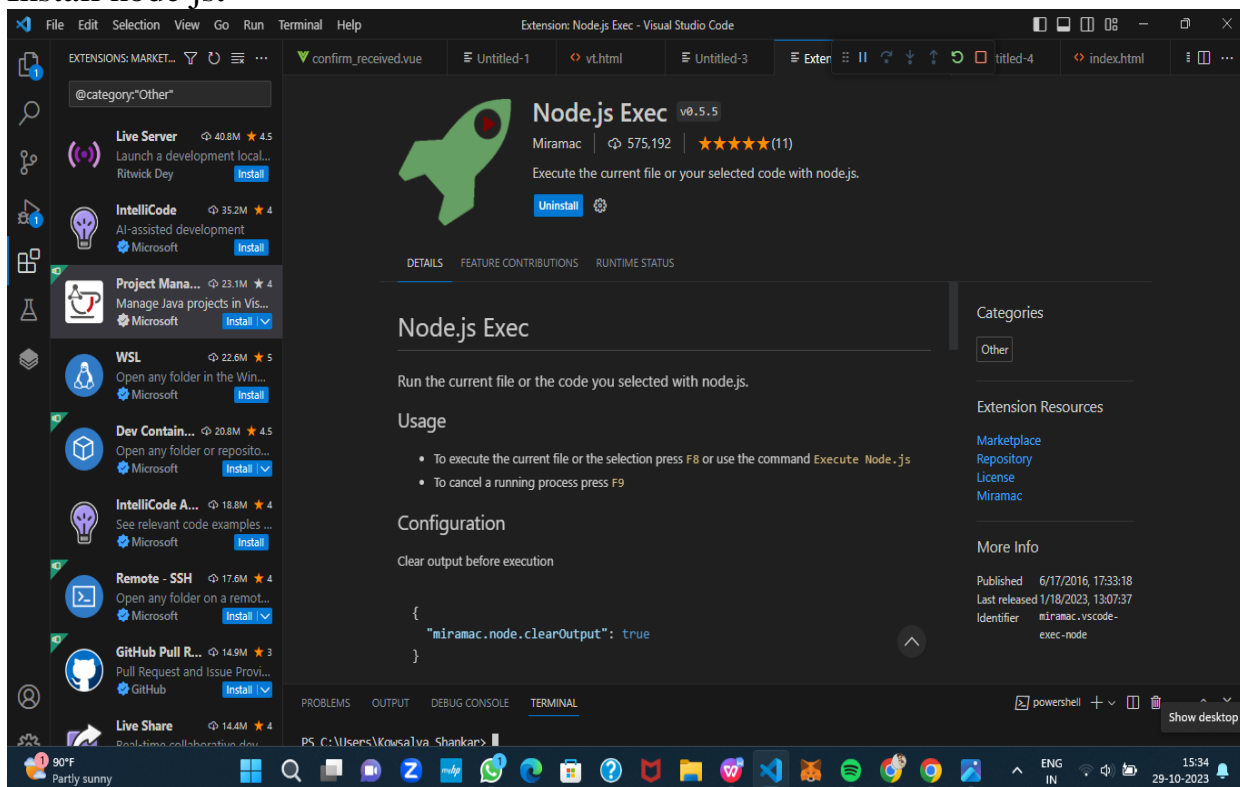 install node js.
File Edit Selection View Go Run Terminal Help
Extension: Node.js Exec - Visual Studio Code
EXTENSIONS: MARKET...
confirm_received.vue
Untitled-1
vt.html
Untitled-3
Exten
titled-4
index.html
@category:"Other"
Live Server 40.8M 4.5
Launch a development local...
Ritwick Dey Install
IntelliCode 35.2M 4
AI-assisted development
Microsoft Install
Project Mana... 23.1M 4
Manage Java projects in Vis...
Microsoft Install
WSL 22.6M 5
Open any folder in the Win...
Microsoft Install
Dev Contain... 20.8M 4.5
Open any folder or reposito...
Microsoft Install
IntelliCode A... 18.8M 4
See relevant code examples ...
Microsoft Install
Remote - SSH 17.6M 4
Open any folder on a remot...
Microsoft Install
GitHub Pull R... 14.9M 3
Pull Request and Issue Provi...
GitHub Install
Live Share 14.4M 4
Real-time collaborative dev
Node.js Exec v0.5.5
Miramac 575,192 (11)
Execute the current file or your selected code with node.js.
Uninstall
DETAILS FEATURE CONTRIBUTIONS RUNTIME STATUS
Node.js Exec
Run the current file or the code you selected with node.js.
Usage
• To execute the current file or the selection press F8 or use the command Execute Node.js
• To cancel a running process press F9
Configuration
Clear output before execution
{
"miramac.node.clearOutput": true
}
Categories
Other
Extension Resources
Marketplace
Repository
License
Miramac
More Info
Published 6/17/2016, 17:33:18
Last released 1/18/2023, 13:07:37
Identifier miramac.vscode-
exec-node
PROBLEMS OUTPUT DEBUG CONSOLE TERMINAL
powershell
Show desktop
PS C:\Users\Kowsalya Shankar>
1
1
1
90°F
Partly sunny
ENG
IN
15:34
29-10-2023